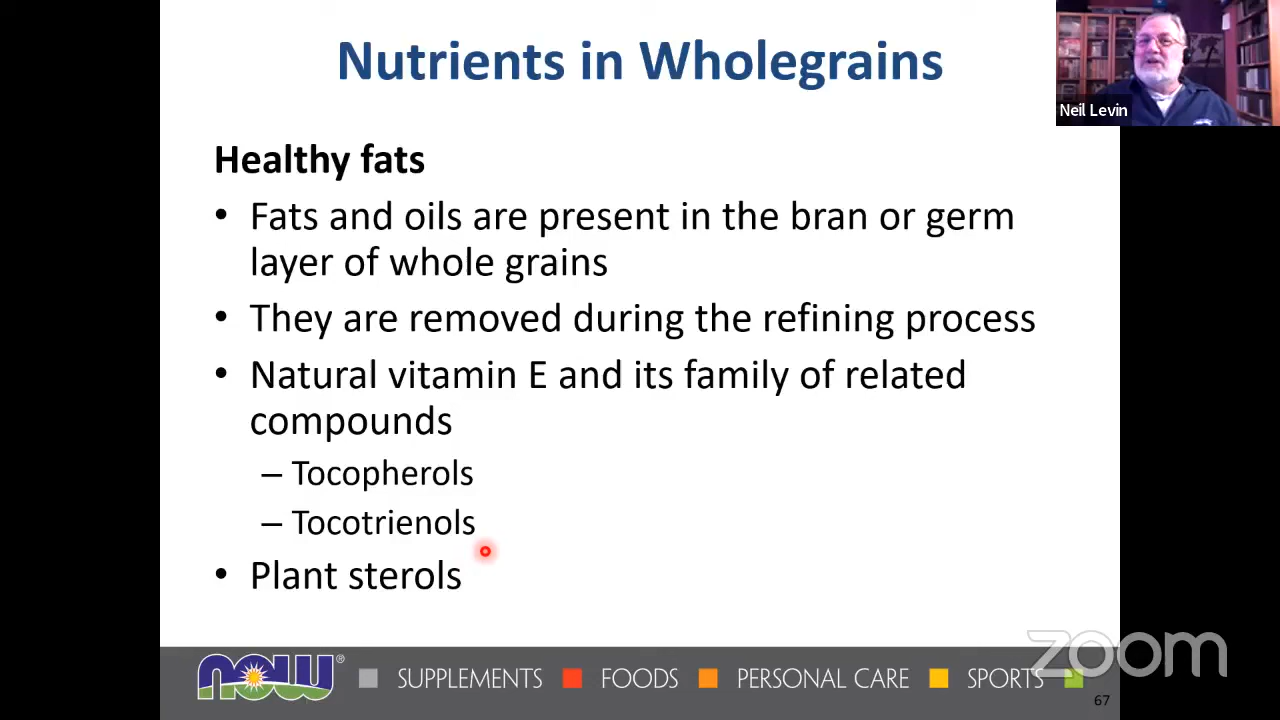 Nutrients in Wholegrains
Neil Levin
Healthy fats
• Fats and oils are present in the bran or germ
layer of whole grains
• They are removed during the refining process
• Natural vitamin E and its family of related
compounds
– Tocopherols
– Tocotrienols
• Plant sterols
now® SUPPLEMENTS FOODS PERSONAL CARE SPORTS
zoom
67